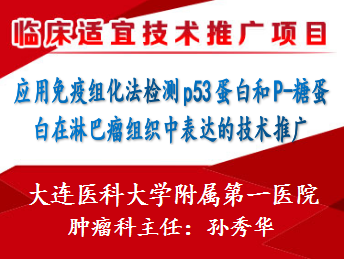 临床适宜技术推广项目
应用免疫组化法检测p53蛋白和P-糖蛋
白在淋巴瘤组织中表达的技术推广
大连医科大学附属第一医院
肿瘤科主任：孙秀华